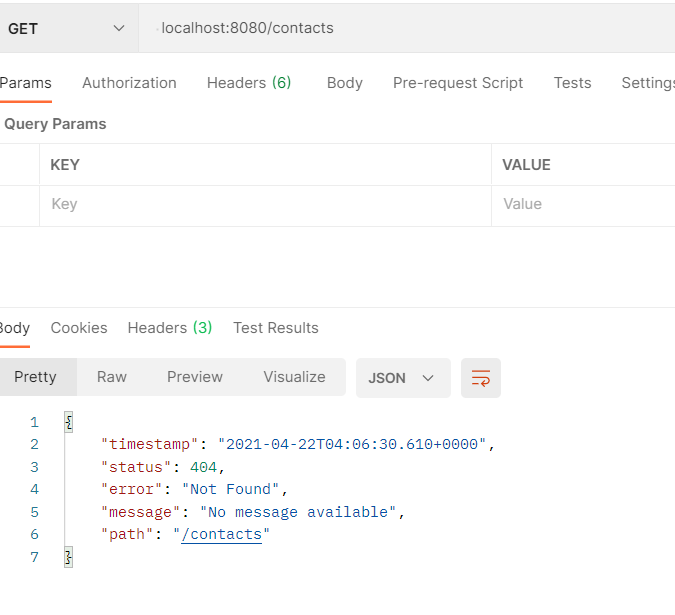 GET localhost:8080/contacts
Params Authorization Headers (6) Body Pre-request Script Tests Settings
Query Params
KEY VALUE
Key Value
Body Cookies Headers (3) Test Results
Pretty Raw Preview Visualize JSON
1 {
2 "timestamp": "2021-04-22T04:06:30.610+0000",
3 "status": 404,
4 "error": "Not Found",
5 "message": "No message available",
6 "path": "/contacts"
7 }